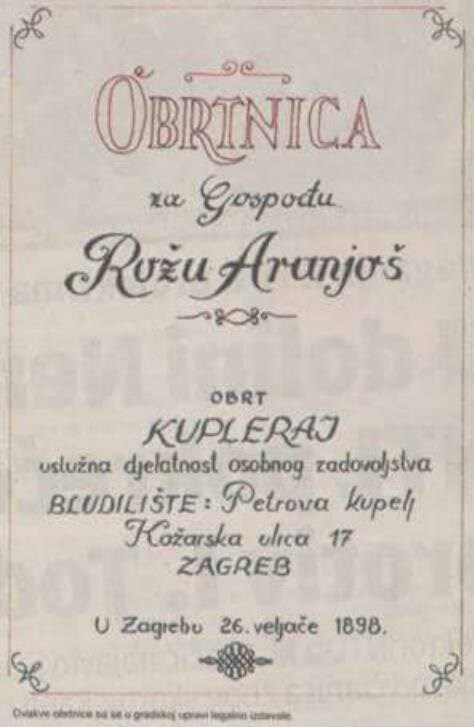 OBRTNICA
za Gospođu
Rožu Aranjoš
OBRT
KUPLERAJ
uslužna djelatnost osobnog zadovoljstva
BLUDILIŠTE: Petrova kupelj
Kožarska ulica 17
ZAGREB
U Zagrebu 26. veljače 1898.
Ovakve obrtnice su se u gradskoj upravi legalno izdavale.